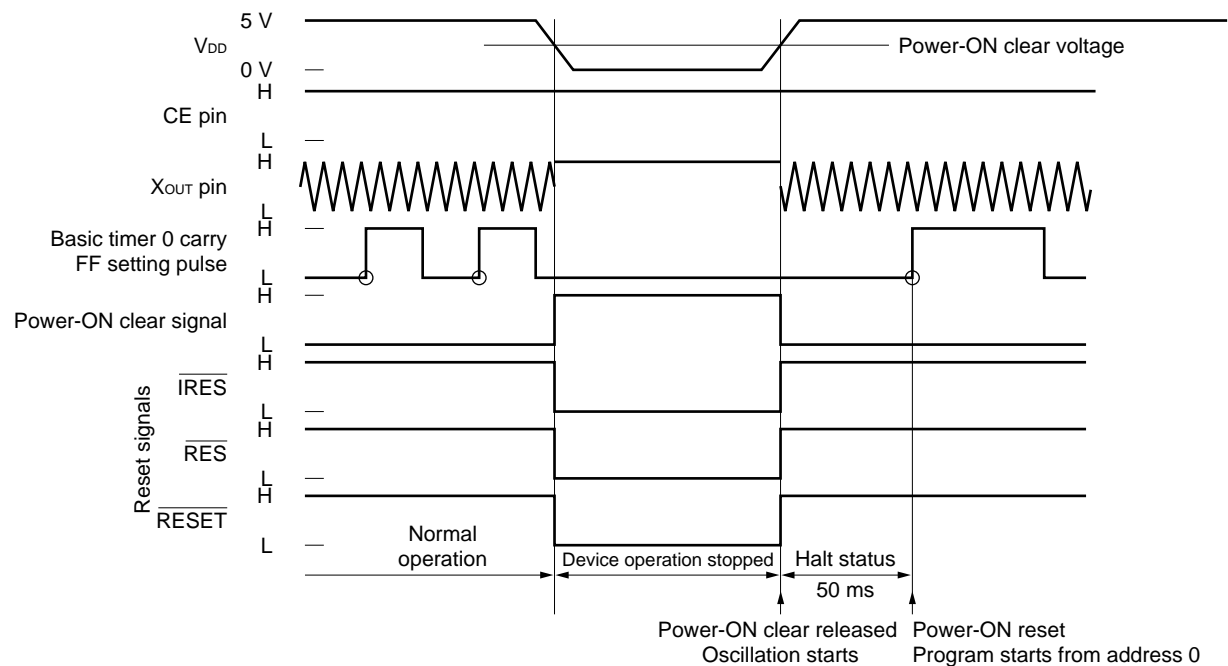 5 V
VDD
Power-ON clear voltage
0 V
H
CE pin
L
H
XOUT pin
L
H
Basic timer 0 carry
FF setting pulse
L
H
Power-ON clear signal
L
H
IRES
L
H
RES
L
H
RESET
L
Reset signals
Normal
operation
Device operation stopped
Halt status
50 ms
Power-ON clear released
Oscillation starts
Power-ON reset
Program starts from address 0